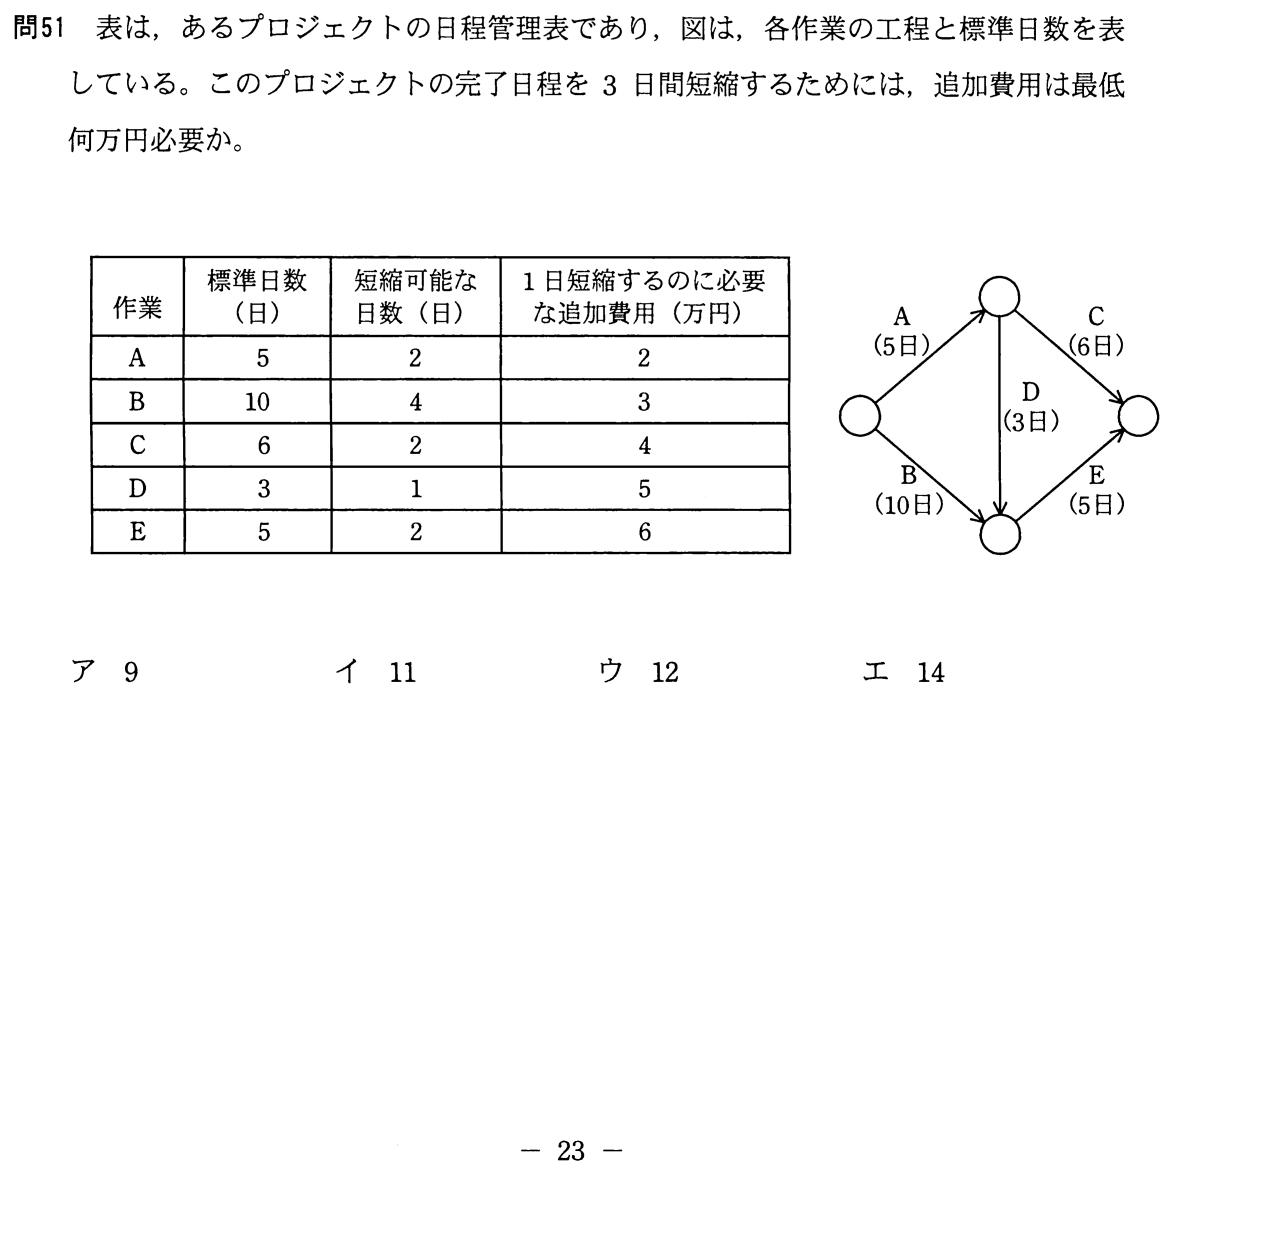 問51 表は，あるプロジェクトの日程管理表であり，図は，各作業の工程と標準日数を表
している。このプロジェクトの完了日程を 3 日間短縮するためには，追加費用は最低
何万円必要か。
作業 標準日数（日） 短縮可能な日数（日） 1日短縮するのに必要な追加費用（万円）
A 5 2 2
B 10 4 3
C 6 2 4
D 3 1 5
E 5 2 6
A
(5日)
C
(6日)
D
(3日)
B
(10日)
E
(5日)
ア 9 イ 11 ウ 12 エ 14
－ 23 －